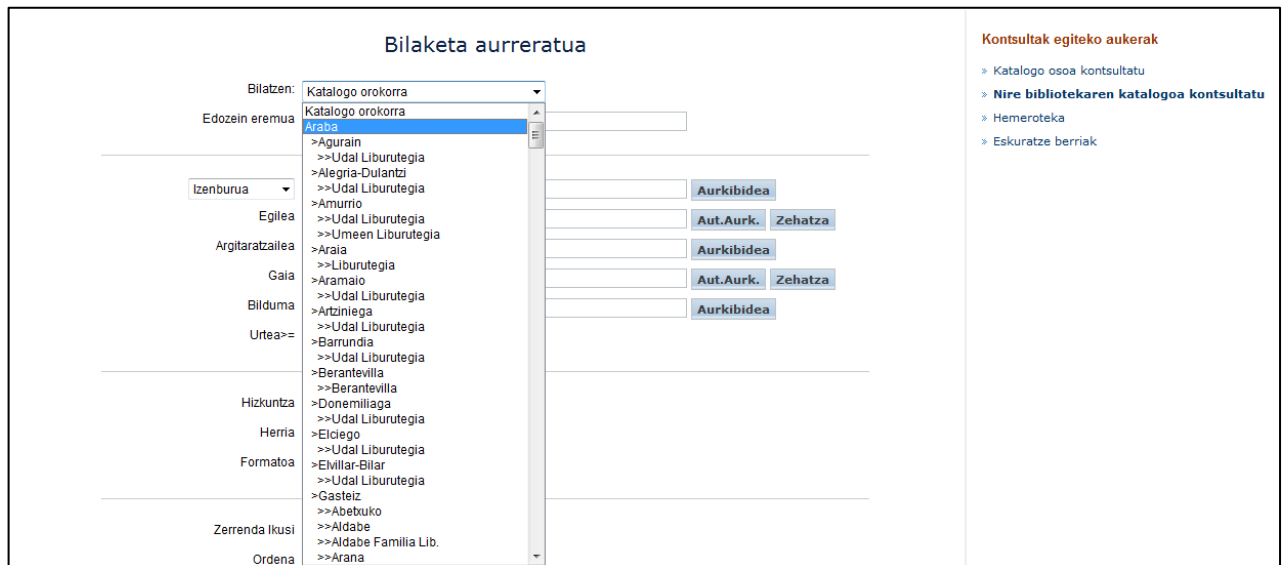 Bilaketa aurreratua
Bilatzen: Katalogo orokorra
Edozein eremua
Katalogo orokorra
Araba
>Agurain
>>Udal Liburutegia
>Alegria-Dulantzi
>>Udal Liburutegia
>Amurrio
>>Udal Liburutegia
>>Umeen Liburutegia
>Araia
>>Liburutegia
>Aramaio
>>Udal Liburutegia
>Artziniega
>>Udal Liburutegia
>Barrundia
>>Udal Liburutegia
>Berantevilla
>>Berantevilla
>Donemiliaga
>>Udal Liburutegia
>Elciego
>>Udal Liburutegia
>Elvillar-Bilar
>>Udal Liburutegia
>Gasteiz
>>Abetxuko
>>Aldabe
>>Aldabe Familia Lib.
>>Arana
Izenburua Aurkibidea
Egilea Aut.Aurk. Zehatza
Argitaratzailea Aurkibidea
Gaia Aut.Aurk. Zehatza
Bilduma Aurkibidea
Urtea>=
Hizkuntza
Herria
Formatoa
Zerrenda Ikusi
Ordena
Kontsultak egiteko aukerak
» Katalogo osoa kontsultatu
» Nire bibliotekaren katalogoa kontsultatu
» Hemeroteka
» Eskuratze berriak